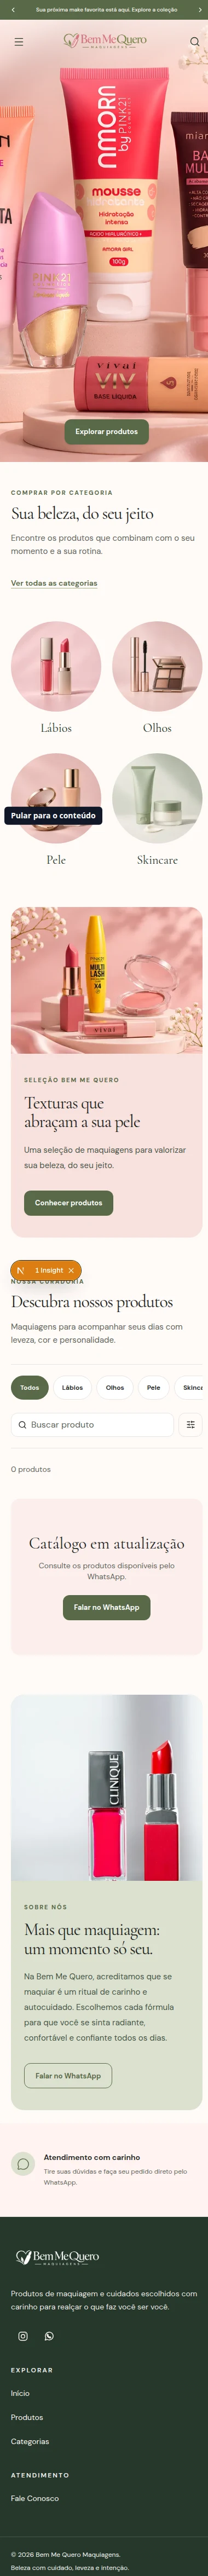 Sua próxima make favorita está aqui. Explore a coleção
Bem Me Quero
AMORA
by PINK21
mousse
hidratante
Hidratação
intensa
ÁCIDO HIALURÔNICO +
AMORA GIRL
100g
PINK21
vivai
VIV
BASE LÍQUIDA
Explorar produtos
COMPRAR POR CATEGORIA
Sua beleza, do seu jeito
Encontre os produtos que combinam com o seu
momento e a sua rotina.
Ver todas as categorias
Lábios
Olhos
Pular para o conteúdo
Pele
Skincare
MULTI
LASH
X4
vivai
SELEÇÃO BEM ME QUERO
Texturas que
abraçam a sua pele
Uma seleção de maquiagens para valorizar
sua beleza, do seu jeito.
Conhecer produtos
1 Insight
NOSSA CURADORIA
Descubra nossos produtos
Maquiagens para acompanhar seus dias com
leveza, cor e personalidade.
Todos
Lábios
Olhos
Pele
Skinca
Buscar produto
0 produtos
Catálogo em atualização
Consulte os produtos disponíveis pelo
WhatsApp.
Falar no WhatsApp
CLINIQUE
SOBRE NÓS
Mais que maquiagem:
um momento só seu.
Na Bem Me Quero, acreditamos que se
maquiar é um ritual de carinho e
autocuidado. Escolhemos cada fórmula
para que você se sinta radiante,
confortável e confiante todos os dias.
Falar no WhatsApp
Atendimento com carinho
Tire suas dúvidas e faça seu pedido direto pelo
WhatsApp.
Bem Me Quero
Produtos de maquiagem e cuidados escolhidos com
carinho para realçar o que faz você ser você.
EXPLORAR
Início
Produtos
Categorias
ATENDIMENTO
Fale Conosco
© 2026 Bem Me Quero Maquiagens.
Beleza com cuidado, leveza e intenção.